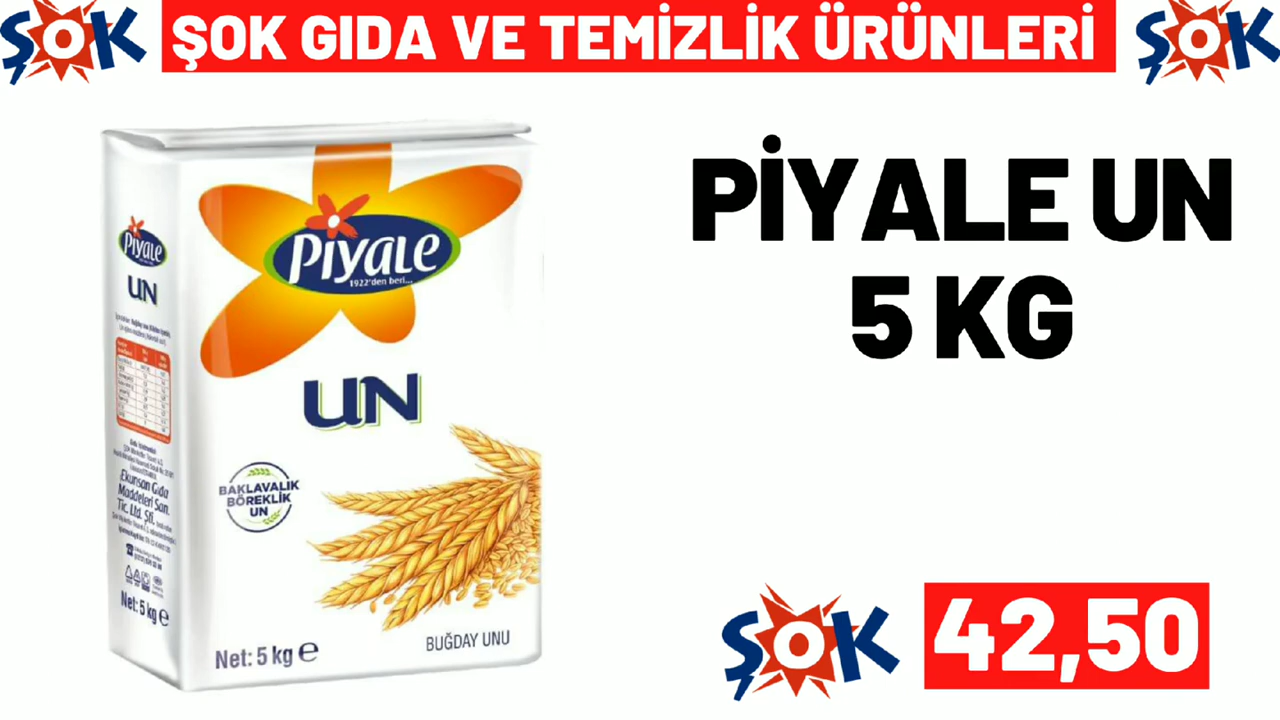 ŞOK
ŞOK GIDA VE TEMİZLİK ÜRÜNLERİ
ŞOK
PİYALE UN
5 KG
Piyale
1922'den beri...
UN
BAKLAVALIK
BÖREKLİK
UN
Net: 5 kg e
BUĞDAY UNU
Piyale
UN
Ekunsan Gıda
Maddeleri San.
Tic. Ltd. Şti.
Net: 5 kg e
ŞOK
42,50